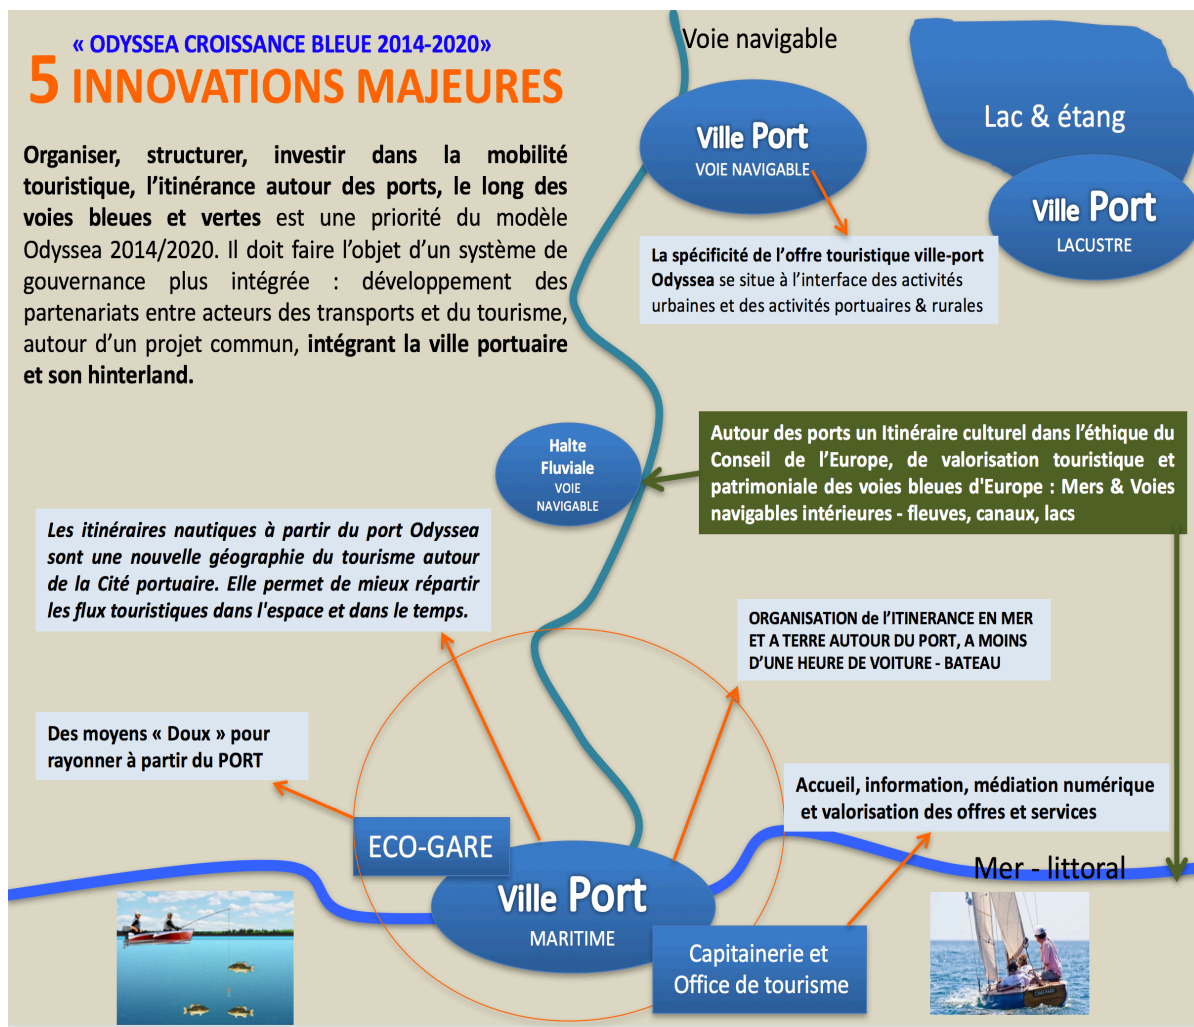 « ODYSSEA CROISSANCE BLEUE 2014-2020»
5 INNOVATIONS MAJEURES
Organiser, structurer, investir dans la mobilité
touristique, l’itinérance autour des ports, le long des
voies bleues et vertes est une priorité du modèle
Odyssea 2014/2020. Il doit faire l’objet d’un système de
gouvernance plus intégrée : développement des
partenariats entre acteurs des transports et du tourisme,
autour d’un projet commun, intégrant la ville portuaire
et son hinterland.
Voie navigable
Ville Port
VOIE NAVIGABLE
Lac & étang
Ville Port
LACUSTRE
La spécificité de l’offre touristique ville-port
Odyssea se situe à l’interface des activités
urbaines et des activités portuaires & rurales
Halte
Fluviale
VOIE
NAVIGABLE
Autour des ports un Itinéraire culturel dans l’éthique du
Conseil de l’Europe, de valorisation touristique et
patrimoniale des voies bleues d'Europe : Mers & Voies
navigables intérieures - fleuves, canaux, lacs
Les itinéraires nautiques à partir du port Odyssea
sont une nouvelle géographie du tourisme autour
de la Cité portuaire. Elle permet de mieux répartir
les flux touristiques dans l'espace et dans le temps.
ORGANISATION de l’ITINERANCE EN MER
ET A TERRE AUTOUR DU PORT, A MOINS
D’UNE HEURE DE VOITURE - BATEAU
Des moyens « Doux » pour
rayonner à partir du PORT
Accueil, information, médiation numérique
et valorisation des offres et services
ECO-GARE
Mer - littoral
Ville Port
MARITIME
Capitainerie et
Office de tourisme